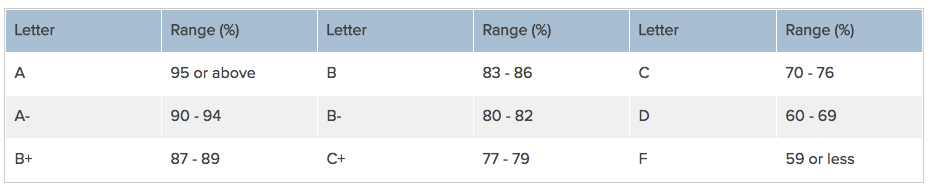 Letter Range (%) Letter Range (%) Letter Range (%)
A 95 or above B 83 - 86 C 70 - 76
A- 90 - 94 B- 80 - 82 D 60 - 69
B+ 87 - 89 C+ 77 - 79 F 59 or less